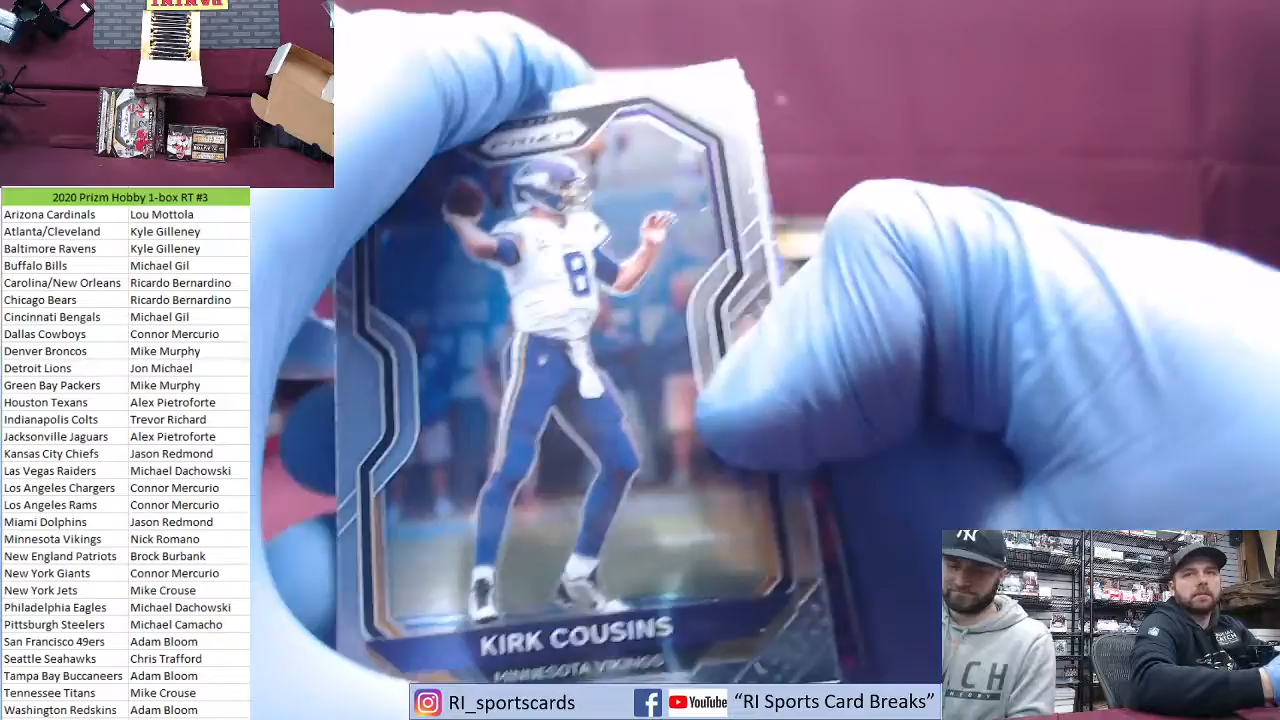 PANINI
2020 Prizm Hobby 1-box RT #3
Arizona Cardinals Lou Mottola
Atlanta/Cleveland Kyle Gilleney
Baltimore Ravens Kyle Gilleney
Buffalo Bills Michael Gil
Carolina/New Orleans Ricardo Bernardino
Chicago Bears Ricardo Bernardino
Cincinnati Bengals Michael Gil
Dallas Cowboys Connor Mercurio
Denver Broncos Mike Murphy
Detroit Lions Jon Michael
Green Bay Packers Mike Murphy
Houston Texans Alex Pietroforte
Indianapolis Colts Trevor Richard
Jacksonville Jaguars Alex Pietroforte
Kansas City Chiefs Jason Redmond
Las Vegas Raiders Michael Dachowski
Los Angeles Chargers Connor Mercurio
Los Angeles Rams Connor Mercurio
Miami Dolphins Jason Redmond
Minnesota Vikings Nick Romano
New England Patriots Brock Burbank
New York Giants Connor Mercurio
New York Jets Mike Crouse
Philadelphia Eagles Michael Dachowski
Pittsburgh Steelers Michael Camacho
San Francisco 49ers Adam Bloom
Seattle Seahawks Chris Trafford
Tampa Bay Buccaneers Adam Bloom
Tennessee Titans Mike Crouse
Washington Redskins Adam Bloom
PRIZM
8
KIRK COUSINS
MINNESOTA VIKINGS
RI_sportscards
YouTube
"RI Sports Card Breaks"